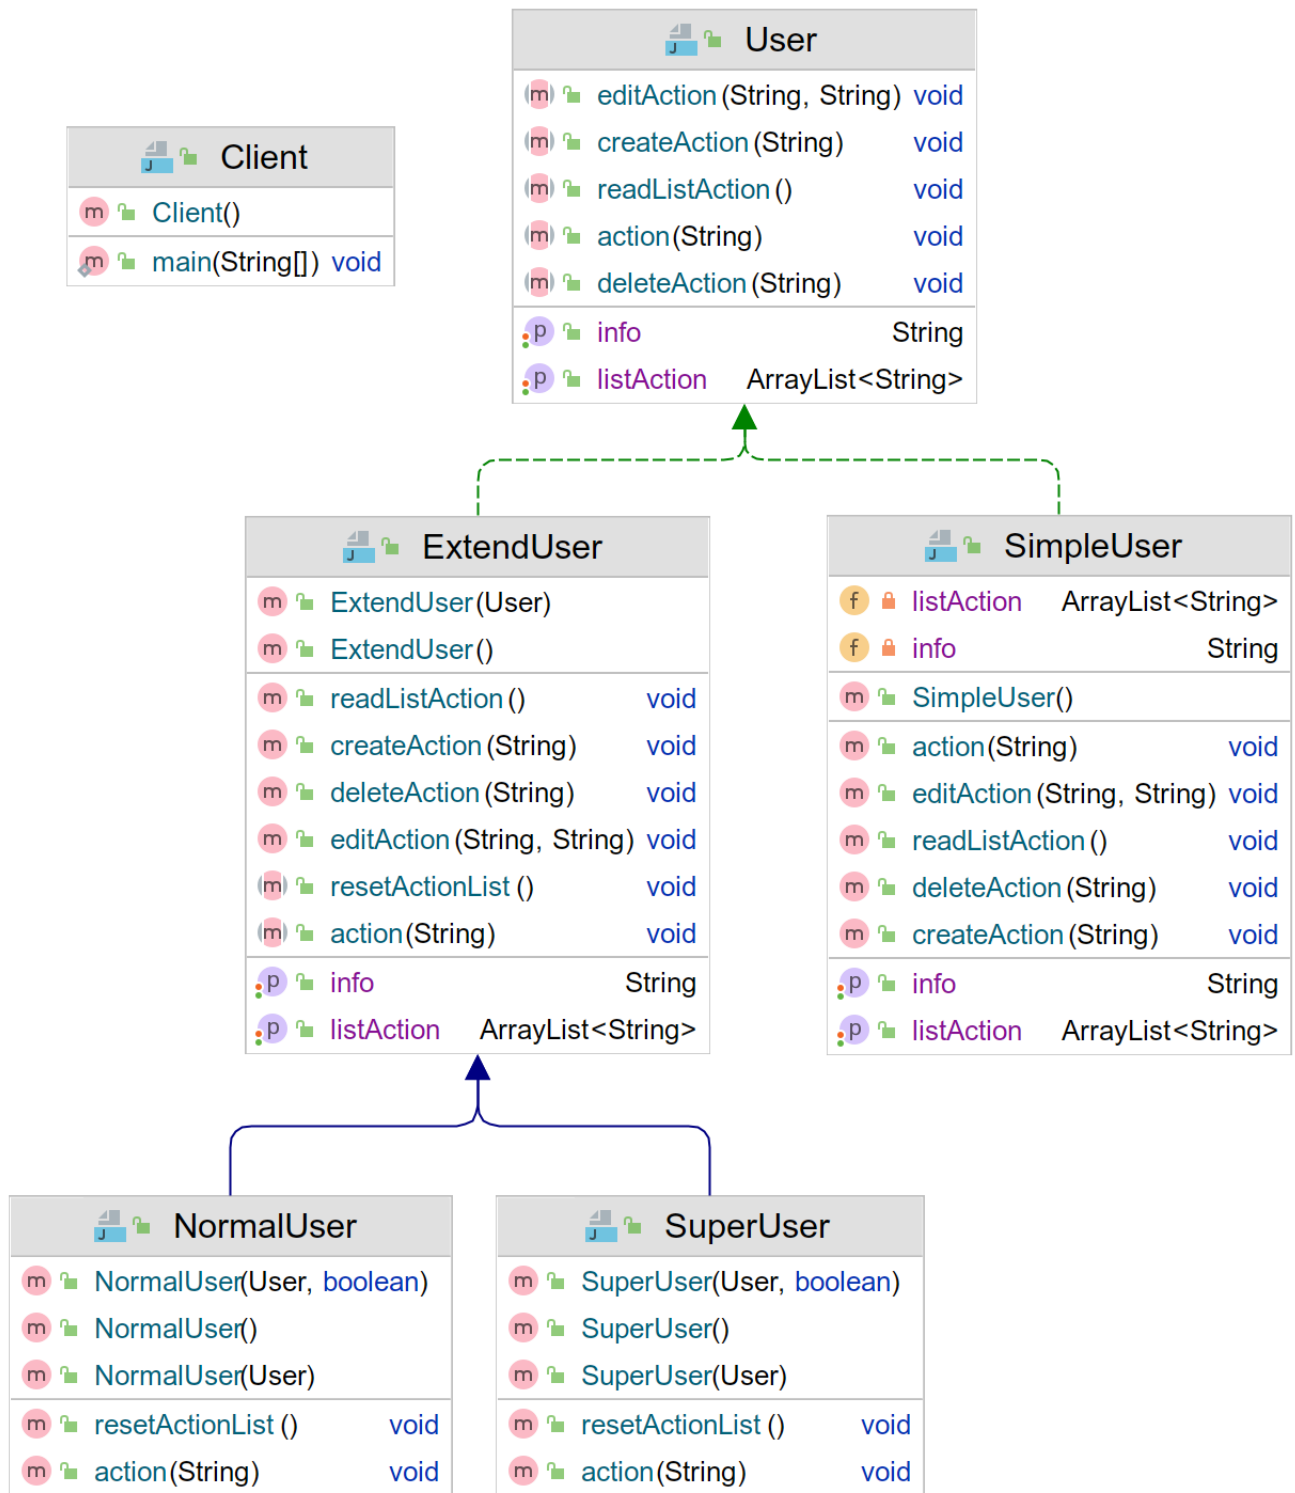 User
editAction(String, String) void
createAction(String) void
readListAction() void
action(String) void
deleteAction(String) void
info String
listAction ArrayList<String>
Client
Client()
main(String[]) void
ExtendUser
ExtendUser(User)
ExtendUser()
readListAction() void
createAction(String) void
deleteAction(String) void
editAction(String, String) void
resetActionList() void
action(String) void
info String
listAction ArrayList<String>
SimpleUser
listAction ArrayList<String>
info String
SimpleUser()
action(String) void
editAction(String, String) void
readListAction() void
deleteAction(String) void
createAction(String) void
info String
listAction ArrayList<String>
NormalUser
NormalUser(User, boolean)
NormalUser()
NormalUser(User)
resetActionList() void
action(String) void
SuperUser
SuperUser(User, boolean)
SuperUser()
SuperUser(User)
resetActionList() void
action(String) void